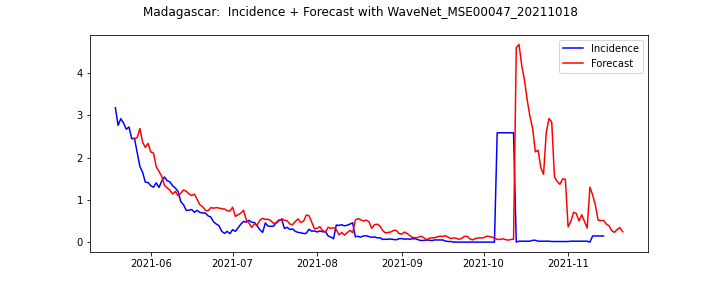 Madagascar:  Incidence + Forecast with WaveNet_MSE00047_20211018
Incidence
Forecast
4
3
2
1
0
2021-06 2021-07 2021-08 2021-09 2021-10 2021-11